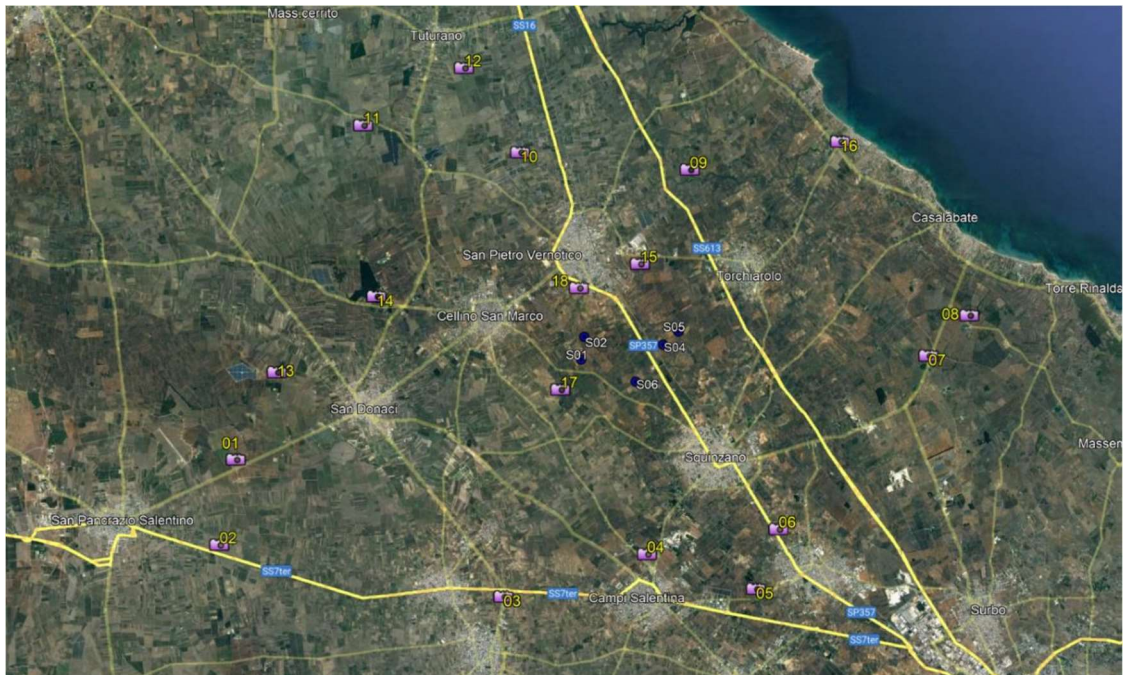 Mass.cerrito
SS16
Tuturano
12
11
10
09
16
Casalabate
SS613
San Pietro Vernotico
15
Torchiarolo
18
Torre Rinalda
14
Cellino San Marco
08
S05
S02
SP357
S04
S01
07
13
S06
17
San Donaci
01
Squinzano
Massen
San Pancrazio Salentino
06
02
04
SS7ter
03
SS7ter
Campi Salentina
05
SP357
Surbo
SS7ter